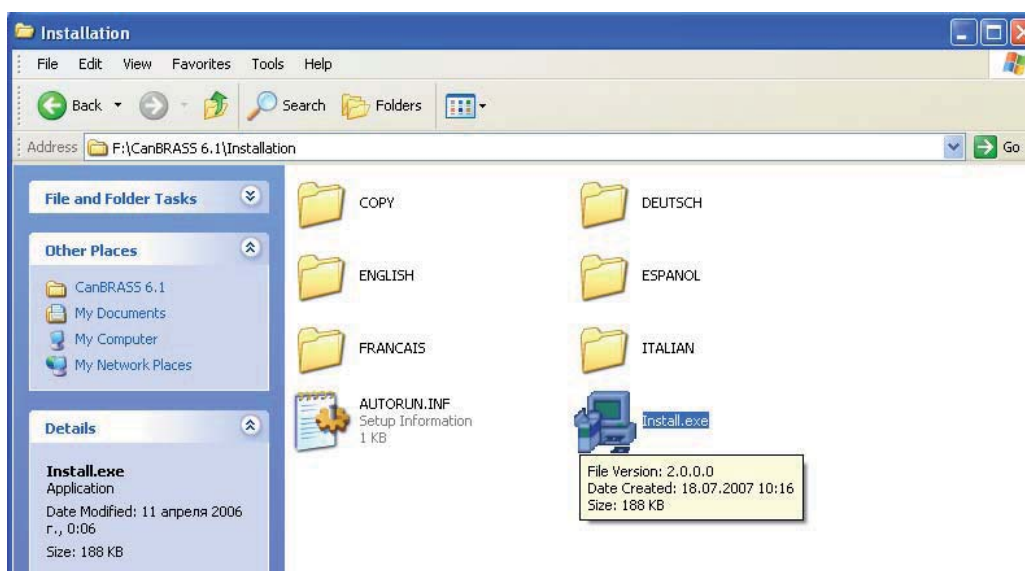 Installation
File Edit View Favorites Tools Help
Back Search Folders
Address F:\CanBRASS 6.1\Installation Go
File and Folder Tasks
Other Places
CanBRASS 6.1
My Documents
My Computer
My Network Places
Details
Install.exe
Application
Date Modified: 11 апреля 2006
г., 0:06
Size: 188 KB
COPY
DEUTSCH
ENGLISH
ESPANOL
FRANCAIS
ITALIAN
AUTORUN.INF
Setup Information
1 KB
Install.exe
File Version: 2.0.0.0
Date Created: 18.07.2007 10:16
Size: 188 KB